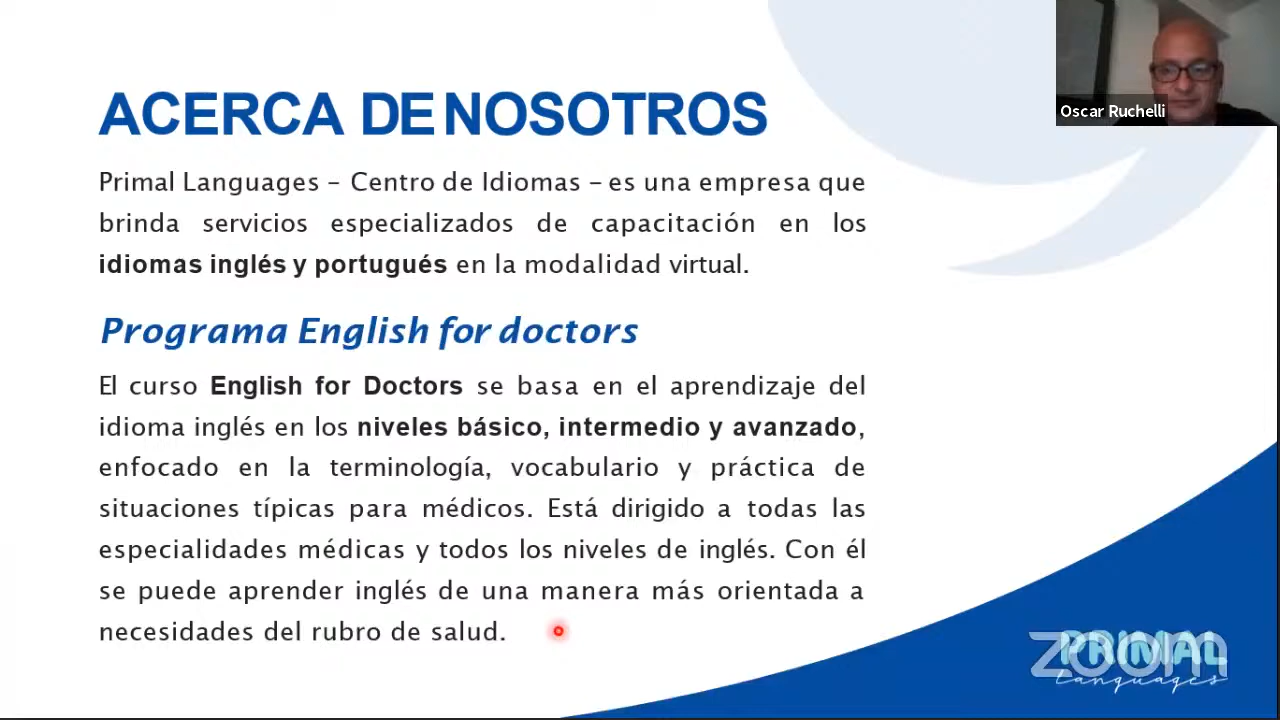 ACERCA DE NOSOTROS
Primal Languages – Centro de Idiomas – es una empresa que
brinda servicios especializados de capacitación en los
idiomas inglés y portugués en la modalidad virtual.
Programa English for doctors
El curso English for Doctors se basa en el aprendizaje del
idioma inglés en los niveles básico, intermedio y avanzado,
enfocado en la terminología, vocabulario y práctica de
situaciones típicas para médicos. Está dirigido a todas las
especialidades médicas y todos los niveles de inglés. Con él
se puede aprender inglés de una manera más orientada a
necesidades del rubro de salud.
Oscar Ruchelli
PRIMAL
Languages
zoom